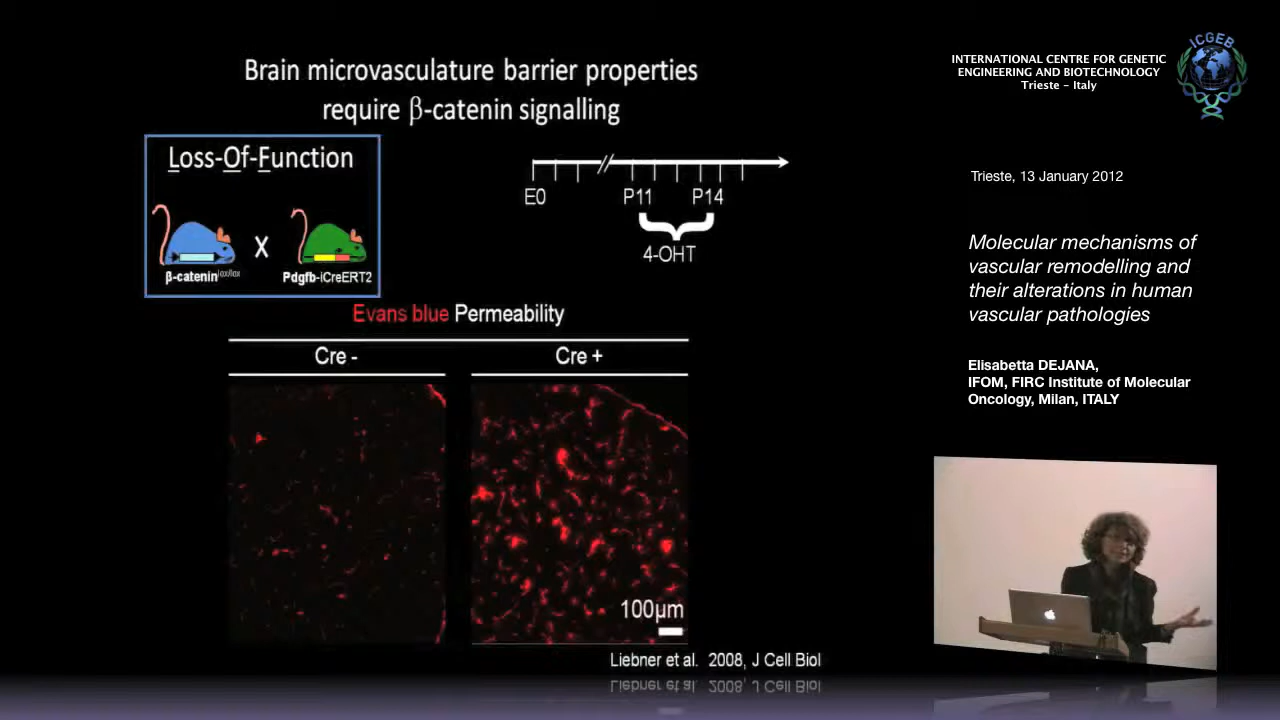 Brain microvasculature barrier properties
require β-catenin signalling
Loss-Of-Function
X
β-catenin lox/lox
Pdgfb-iCreERT2
E0
P11
P14
4-OHT
Evans blue Permeability
Cre -
Cre +
100µm
Liebner et al. 2008, J Cell Biol
INTERNATIONAL CENTRE FOR GENETIC
ENGINEERING AND BIOTECHNOLOGY
Trieste - Italy
ICGEB
Trieste, 13 January 2012
Molecular mechanisms of
vascular remodelling and
their alterations in human
vascular pathologies
Elisabetta DEJANA,
IFOM, FIRC Institute of Molecular
Oncology, Milan, ITALY